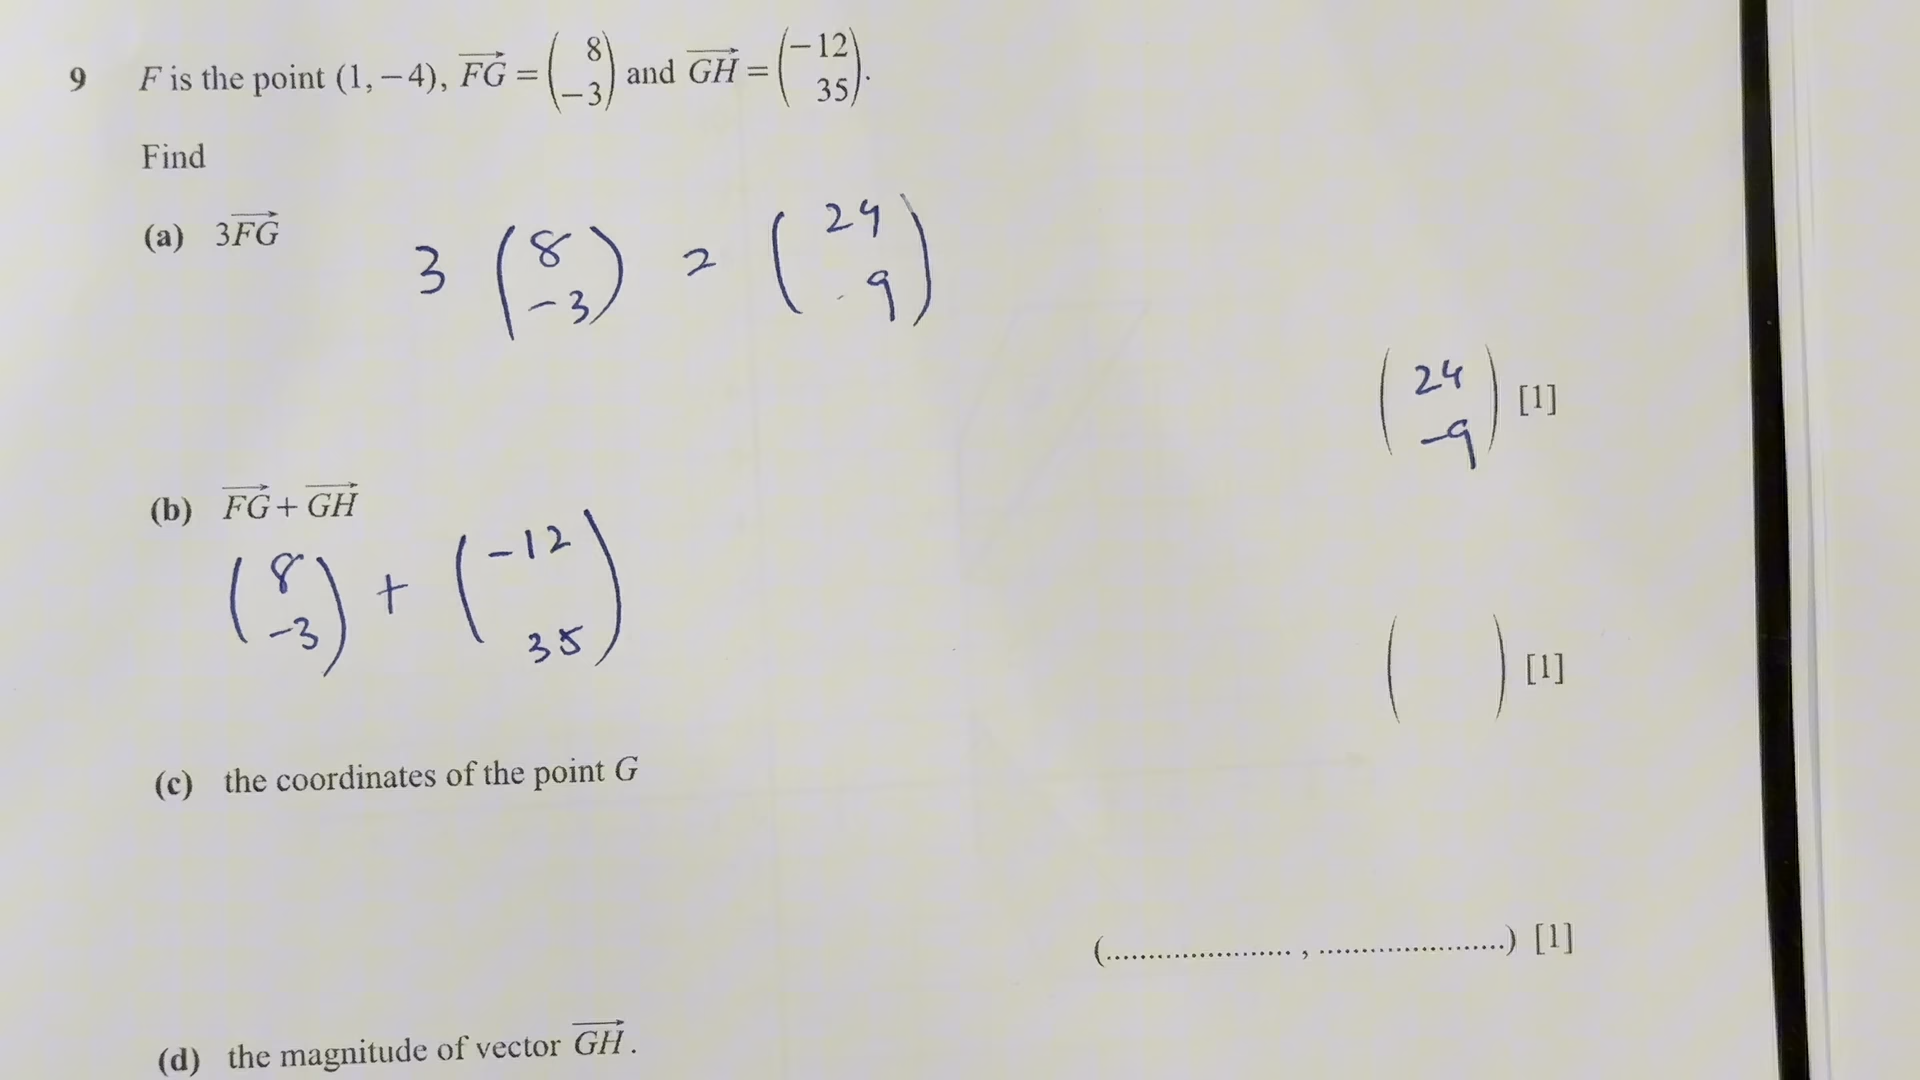 9 F is the point (1, −4), FG = (8 −3) and GH = (−12 35).
Find
(a) 3FG
3 (8 -3) = (24 -9)
(24 -9) [1]
(b) FG + GH
(8 -3) + (-12 35)
( ) [1]
(c) the coordinates of the point G
(...................... , ......................) [1]
(d) the magnitude of vector GH.